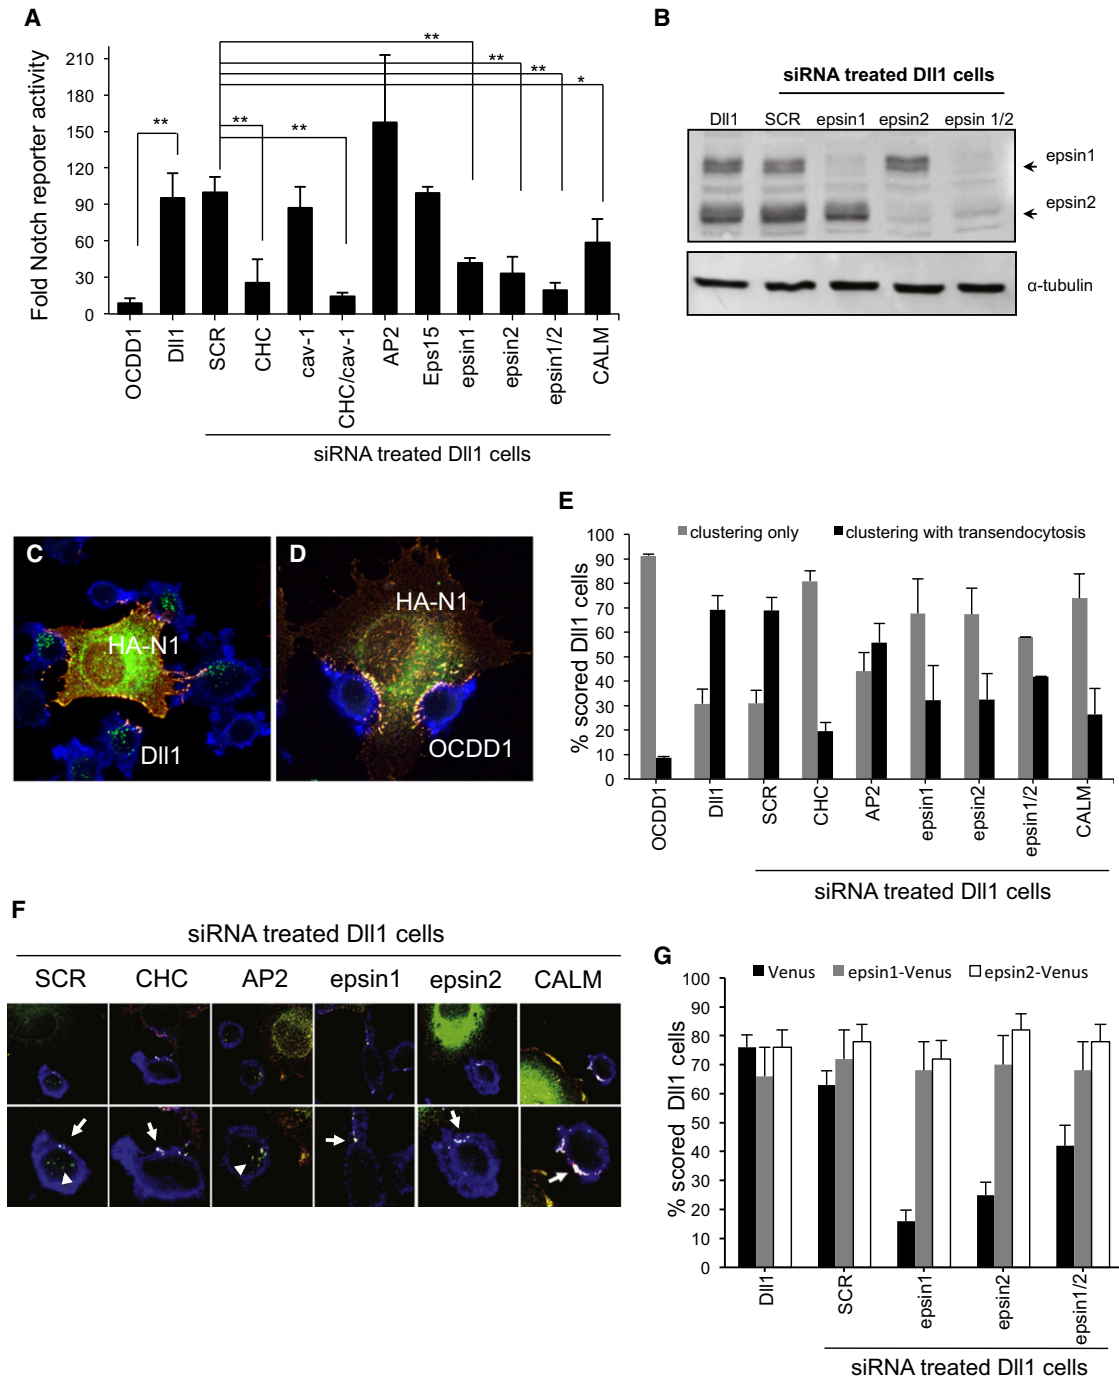 A
Fold Notch reporter activity
210
180
150
120
90
60
30
0
**
**
**
**
**
**
*
OCDD1
Dll1
SCR
CHC
cav-1
CHC/cav-1
AP2
Eps15
epsin1
epsin2
epsin1/2
CALM
siRNA treated Dll1 cells
B
siRNA treated Dll1 cells
Dll1 SCR epsin1 epsin2 epsin 1/2
epsin1
epsin2
α-tubulin
C
HA-N1
Dll1
D
HA-N1
OCDD1
E
clustering only
clustering with transendocytosis
% scored Dll1 cells
100
90
80
70
60
50
40
30
20
10
0
OCDD1
Dll1
SCR
CHC
AP2
epsin1
epsin2
epsin1/2
CALM
siRNA treated Dll1 cells
F
siRNA treated Dll1 cells
SCR CHC AP2 epsin1 epsin2 CALM
G
Venus epsin1-Venus epsin2-Venus
% scored Dll1 cells
100
90
80
70
60
50
40
30
20
10
0
Dll1
SCR
epsin1
epsin2
epsin1/2
siRNA treated Dll1 cells